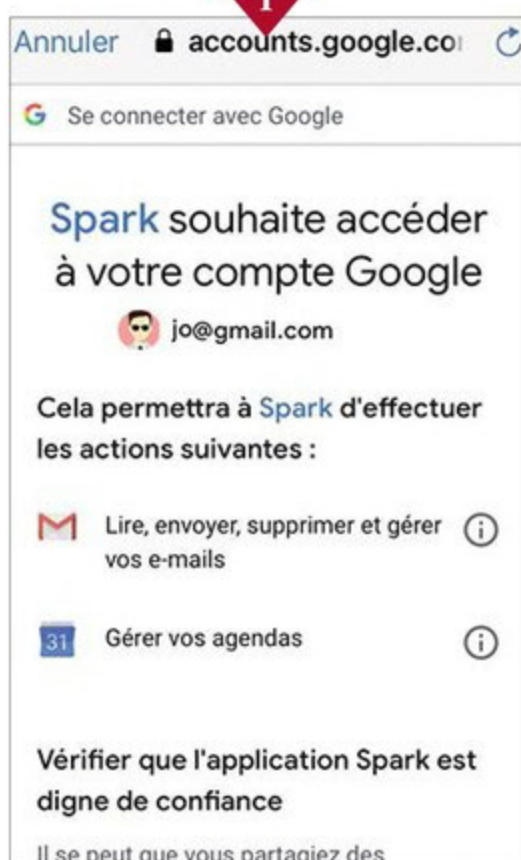 1
Annuler accounts.google.co
G Se connecter avec Google
Spark souhaite accéder
à votre compte Google
jo@gmail.com
Cela permettra à Spark d'effectuer
les actions suivantes :
Lire, envoyer, supprimer et gérer
vos e-mails
31 Gérer vos agendas
Vérifier que l'application Spark est
digne de confiance
Il se peut que vous partagiez des